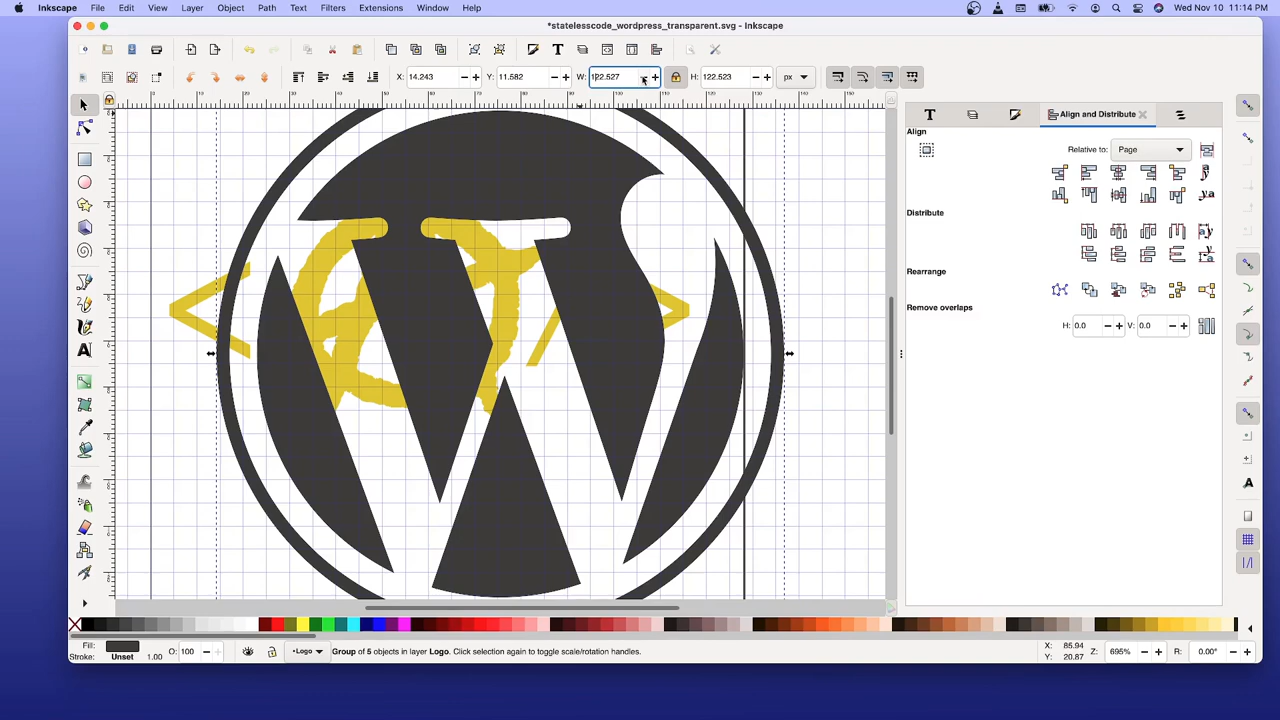 Inkscape File Edit View Layer Object Path Text Filters Extensions Window Help Wed Nov 10 11:14 PM
*statelesscode_wordpress_transparent.svg - Inkscape
X: 14.243 Y: 11.582 W: 122.527 H: 122.523 px
Align and Distribute
Align
Relative to: Page
Distribute
Rearrange
Remove overlaps
H: 0.0 V: 0.0
Fill:
Stroke: Unset 1.00 O: 100 •Logo Group of 5 objects in layer Logo. Click selection again to toggle scale/rotation handles. X: 85.94 Y: 20.87 Z: 695% R: 0.00°